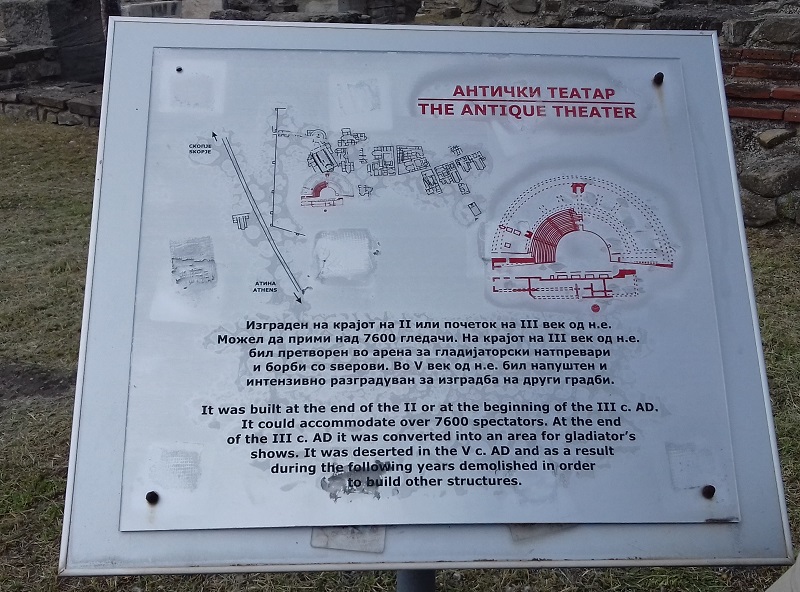 АНТИЧКИ ТЕАТАР
THE ANTIQUE THEATER
СКОПЈЕ
SKOPJE
АТИНА
ATHENS
Изграден на крајот на II или почеток на III век од н.е.
Можел да прими над 7600 гледачи. На крајот на III век од н.е.
бил претворен во арена за гладијаторски натпревари
и борби со ѕверови. Во V век од н.е. бил напуштен и
интензивно разградуван за изградба на други градби.
It was built at the end of the II or at the beginning of the III c. AD.
It could accommodate over 7600 spectators. At the end
of the III c. AD it was converted into an area for gladiator's
shows. It was deserted in the V c. AD and as a result
during the following years demolished in order
to build other structures.